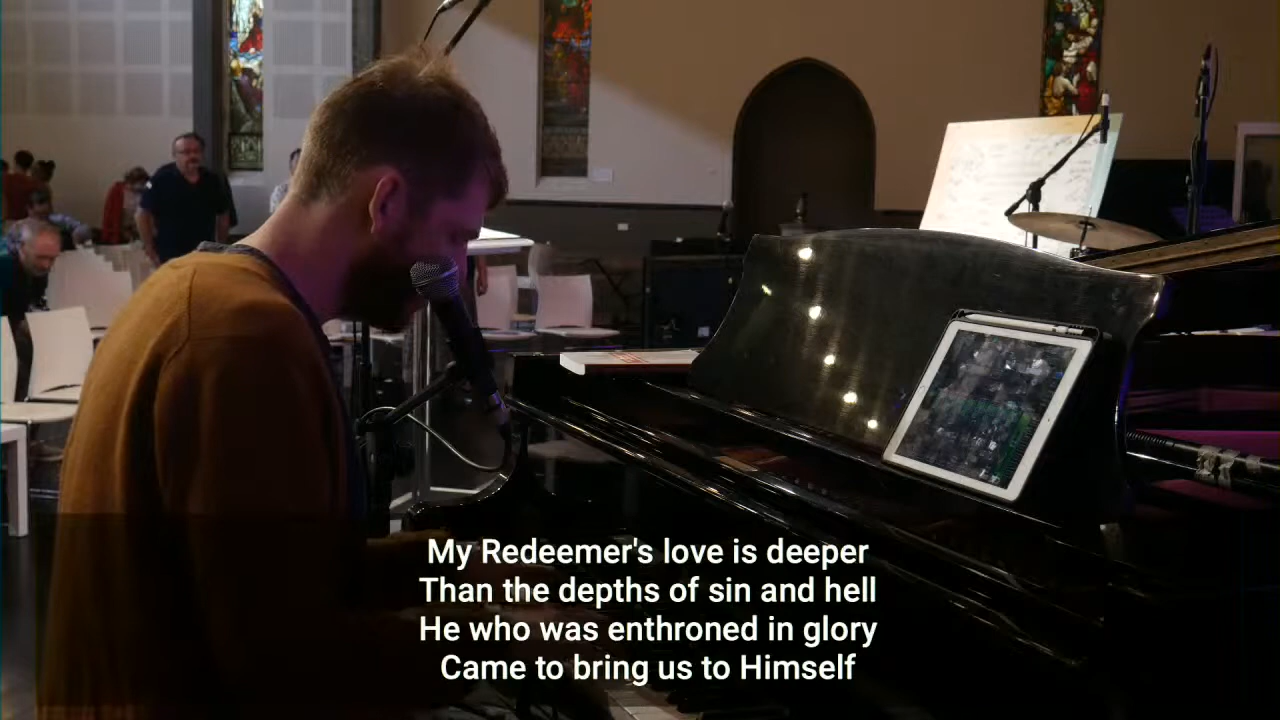 My Redeemer's love is deeper
Than the depths of sin and hell
He who was enthroned in glory
Came to bring us to Himself